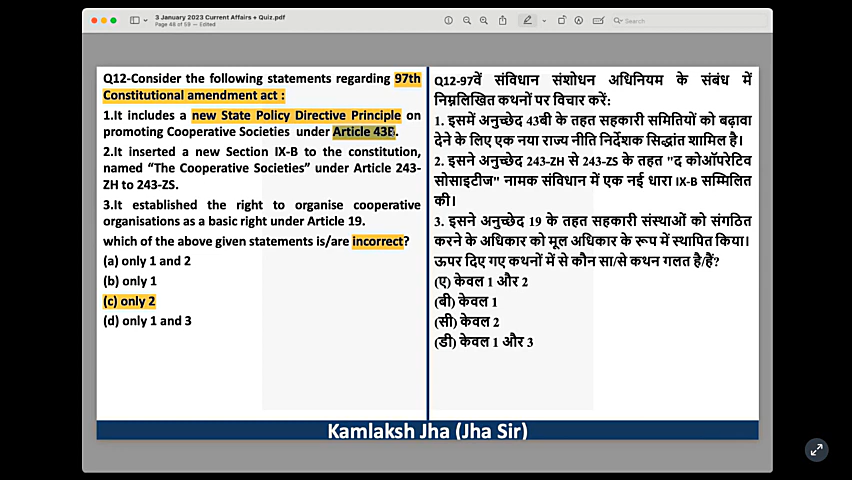 3 January 2023 Current Affairs + Quiz.pdf
Page 48 of 59 – Edited
Search
Q12-Consider the following statements regarding 97th
Constitutional amendment act :
1.It includes a new State Policy Directive Principle on
promoting Cooperative Societies under Article 43B.
2.It inserted a new Section IX-B to the constitution,
named "The Cooperative Societies" under Article 243-
ZH to 243-ZS.
3.It established the right to organise cooperative
organisations as a basic right under Article 19.
which of the above given statements is/are incorrect?
(a) only 1 and 2
(b) only 1
(c) only 2
(d) only 1 and 3
Q12-97वें संविधान संशोधन अधिनियम के संबंध में
निम्नलिखित कथनों पर विचार करें:
1. इसमें अनुच्छेद 43बी के तहत सहकारी समितियों को बढ़ावा
देने के लिए एक नया राज्य नीति निर्देशक सिद्धांत शामिल है।
2. इसने अनुच्छेद 243-ZH से 243-ZS के तहत "द कोऑपरेटिव
सोसाइटीज" नामक संविधान में एक नई धारा IX-B सम्मिलित
की।
3. इसने अनुच्छेद 19 के तहत सहकारी संस्थाओं को संगठित
करने के अधिकार को मूल अधिकार के रूप में स्थापित किया।
ऊपर दिए गए कथनों में से कौन सा/से कथन गलत है/हैं?
(ए) केवल 1 और 2
(बी) केवल 1
(सी) केवल 2
(डी) केवल 1 और 3
Kamlaksh Jha (Jha Sir)